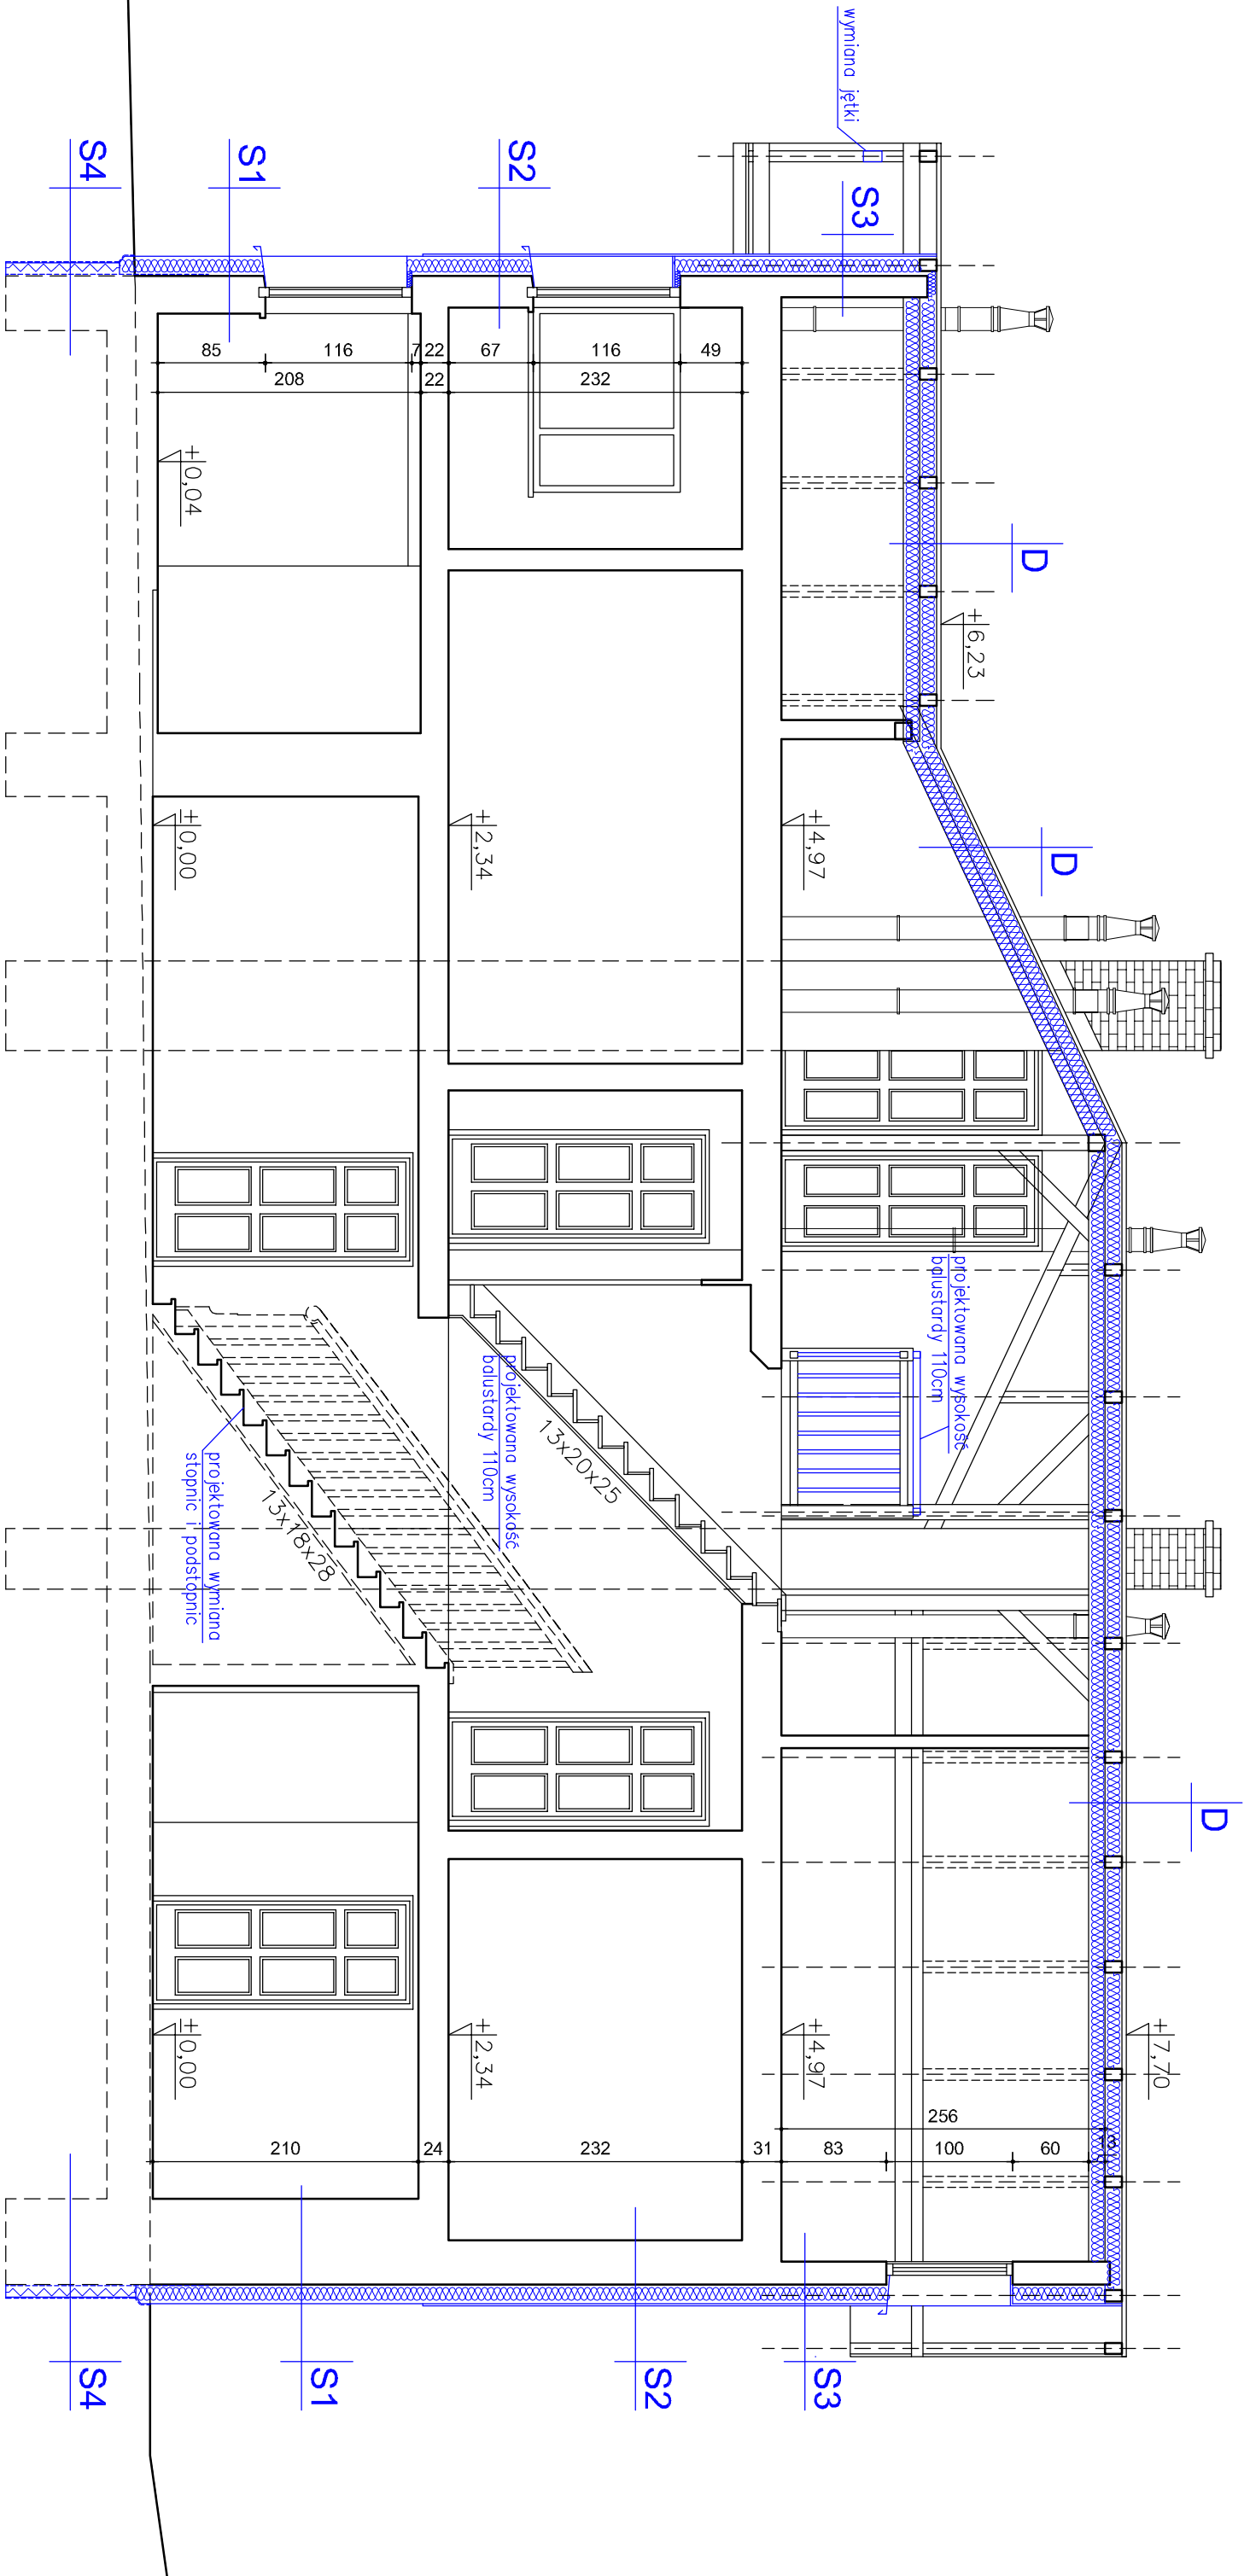 wymiana jętki
S4
S1
S2
S3
85
116
7
22
67
116
49
208
22
232
+0,04
D
+6,23
±0,00
+2,34
+4,97
D
projektowana wysokość
balustardy 110cm
projektowana wysokość
balustardy 110cm
13x20x25
projektowana wymiana
stopnic i podstopnic
13x18x28
D
±0,00
+2,34
+4,97
+7,70
256
210
24
232
31
83
100
60
13
S4
S1
S2
S3